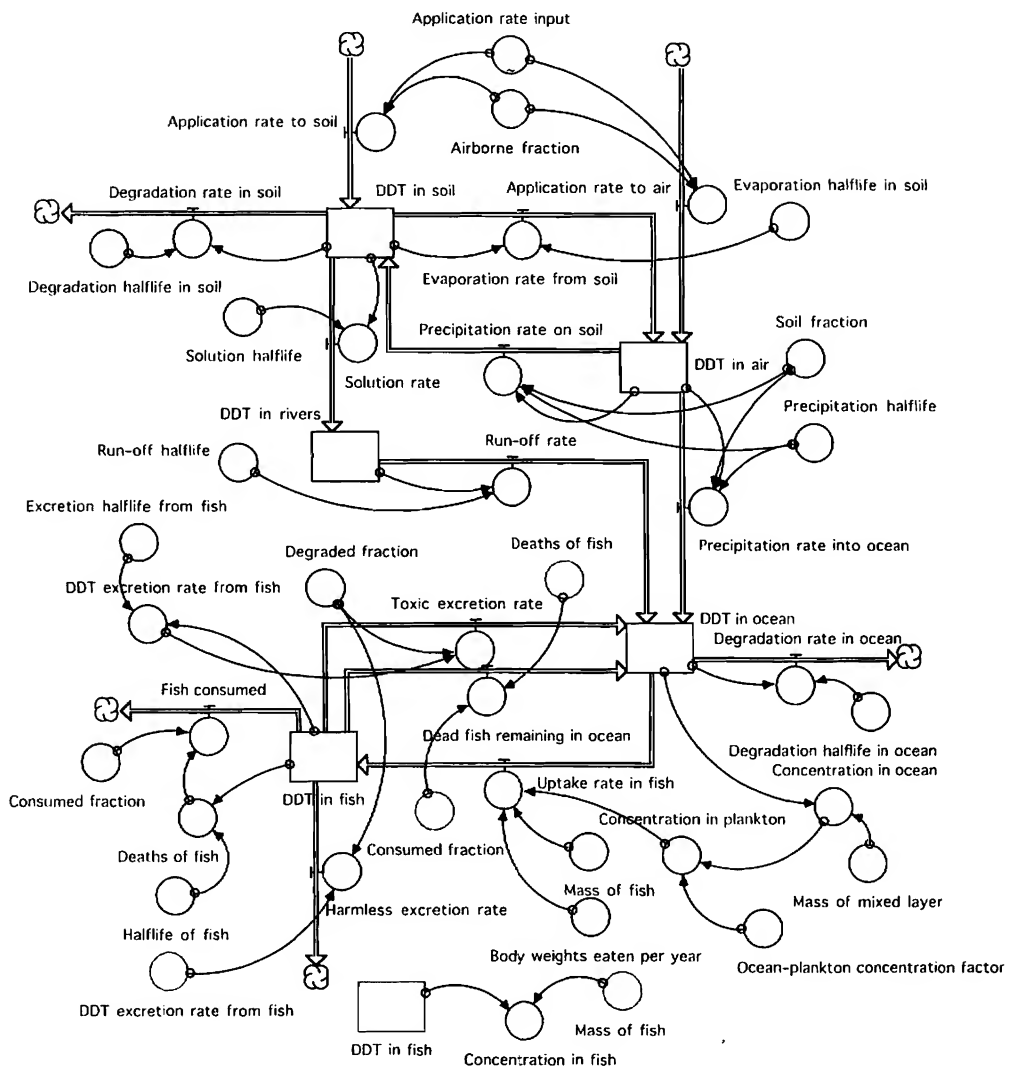 Application rate input
Application rate to soil
Airborne fraction
Degradation rate in soil
DDT in soil
Application rate to air
Evaporation halflife in soil
Degradation halflife in soil
Evaporation rate from soil
Precipitation rate on soil
Soil fraction
Solution halflife
Solution rate
DDT in air
Precipitation halflife
DDT in rivers
Run-off halflife
Run-off rate
Excretion halflife from fish
Degraded fraction
Deaths of fish
Precipitation rate into ocean
DDT excretion rate from fish
Toxic excretion rate
DDT in ocean
Degradation rate in ocean
Fish consumed
Dead fish remaining in ocean
Degradation halflife in ocean
Consumed fraction
DDT in fish
Uptake rate in fish
Concentration in ocean
Concentration in plankton
Deaths of fish
Consumed fraction
Mass of fish
Mass of mixed layer
Harmless excretion rate
Halflife of fish
Body weights eaten per year
Ocean-plankton concentration factor
DDT excretion rate from fish
Mass of fish
DDT in fish
Concentration in fish